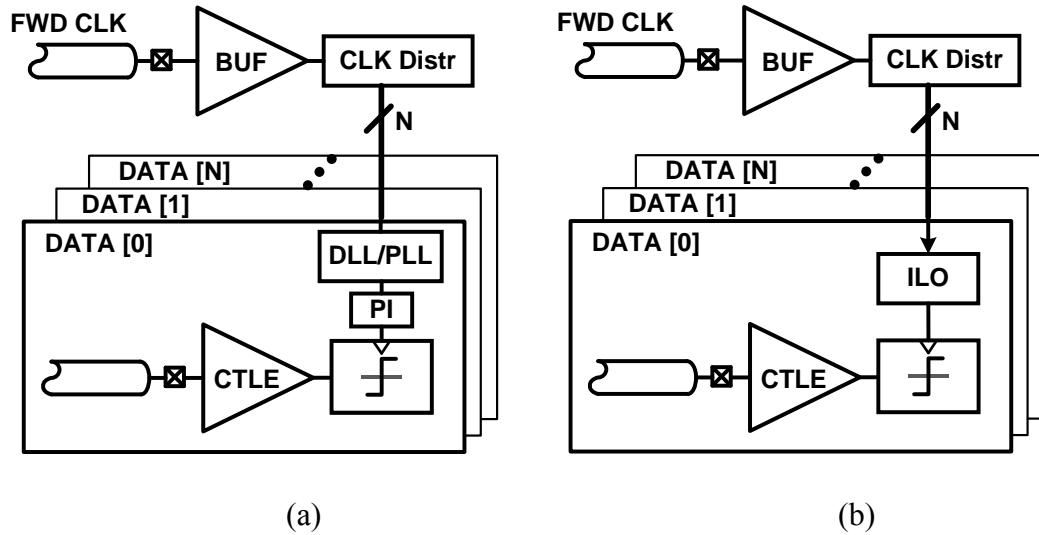 FWD CLK
BUF
CLK Distr
N
DATA [N]
DATA [1]
DATA [0]
DLL/PLL
PI
CTLE
(a)
FWD CLK
BUF
CLK Distr
N
DATA [N]
DATA [1]
DATA [0]
ILO
CTLE
(b)